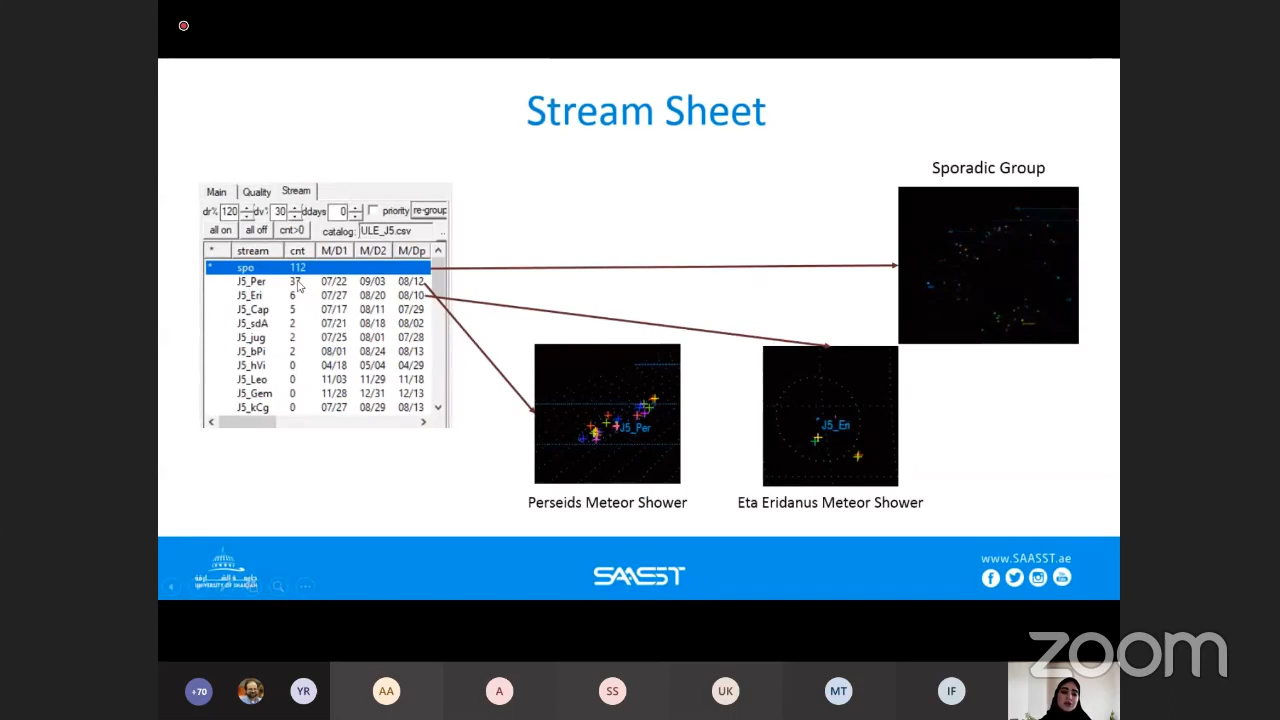 Stream Sheet
Sporadic Group
Main Quality Stream
dr% 120 dv% 30 ddays 0 priority re-group
all on all off cnt>0 catalog: ULE_J5.csv ..
* stream cnt M/D1 M/D2 M/Dp
* spo 112
J5_Per 37 07/22 09/03 08/12
J5_Eri 6 07/27 08/20 08/10
J5_Cap 5 07/17 08/11 07/29
J5_sdA 2 07/21 08/18 08/02
J5_jug 2 07/25 08/01 07/28
J5_bPi 2 08/01 08/24 08/13
J5_hVi 0 04/18 05/04 04/29
J5_Leo 0 11/03 11/29 11/18
J5_Gem 0 11/28 12/31 12/13
J5_kCg 0 07/27 08/29 08/13
J5_Per
J5_Eri
Perseids Meteor Shower
Eta Eridanus Meteor Shower
جامعة الشارقة
UNIVERSITY OF SHARJAH
SAASST
www.SAASST.ae
zoom
+70 YR AA A SS UK MT IF